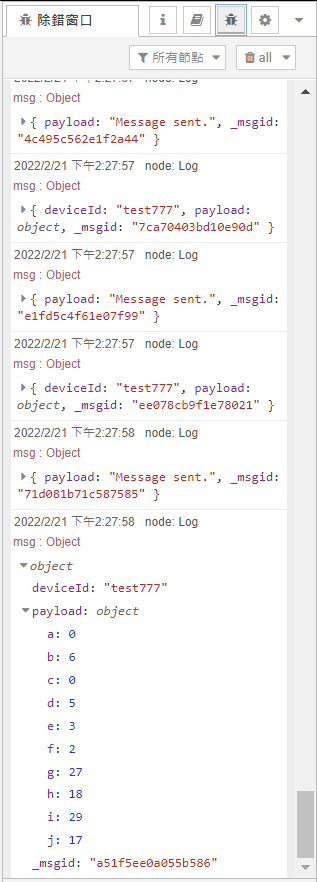 除錯窗口
所有節點
all
2022/2/21 下午2:27:57 node: Log
msg : Object
{ payload: "Message sent.", _msgid:
"4c495c562e1f2a44" }
2022/2/21 下午2:27:57 node: Log
msg : Object
{ deviceId: "test777", payload:
object, _msgid: "7ca70403bd10e90d" }
2022/2/21 下午2:27:57 node: Log
msg : Object
{ payload: "Message sent.", _msgid:
"e1fd5c4f61e07f99" }
2022/2/21 下午2:27:57 node: Log
msg : Object
{ deviceId: "test777", payload:
object, _msgid: "ee078cb9f1e78021" }
2022/2/21 下午2:27:58 node: Log
msg : Object
{ payload: "Message sent.", _msgid:
"71d081b71c587585" }
2022/2/21 下午2:27:58 node: Log
msg : Object
object
deviceId: "test777"
payload: object
a: 0
b: 6
c: 0
d: 5
e: 3
f: 2
g: 27
h: 18
i: 29
j: 17
_msgid: "a51f5ee0a055b586"